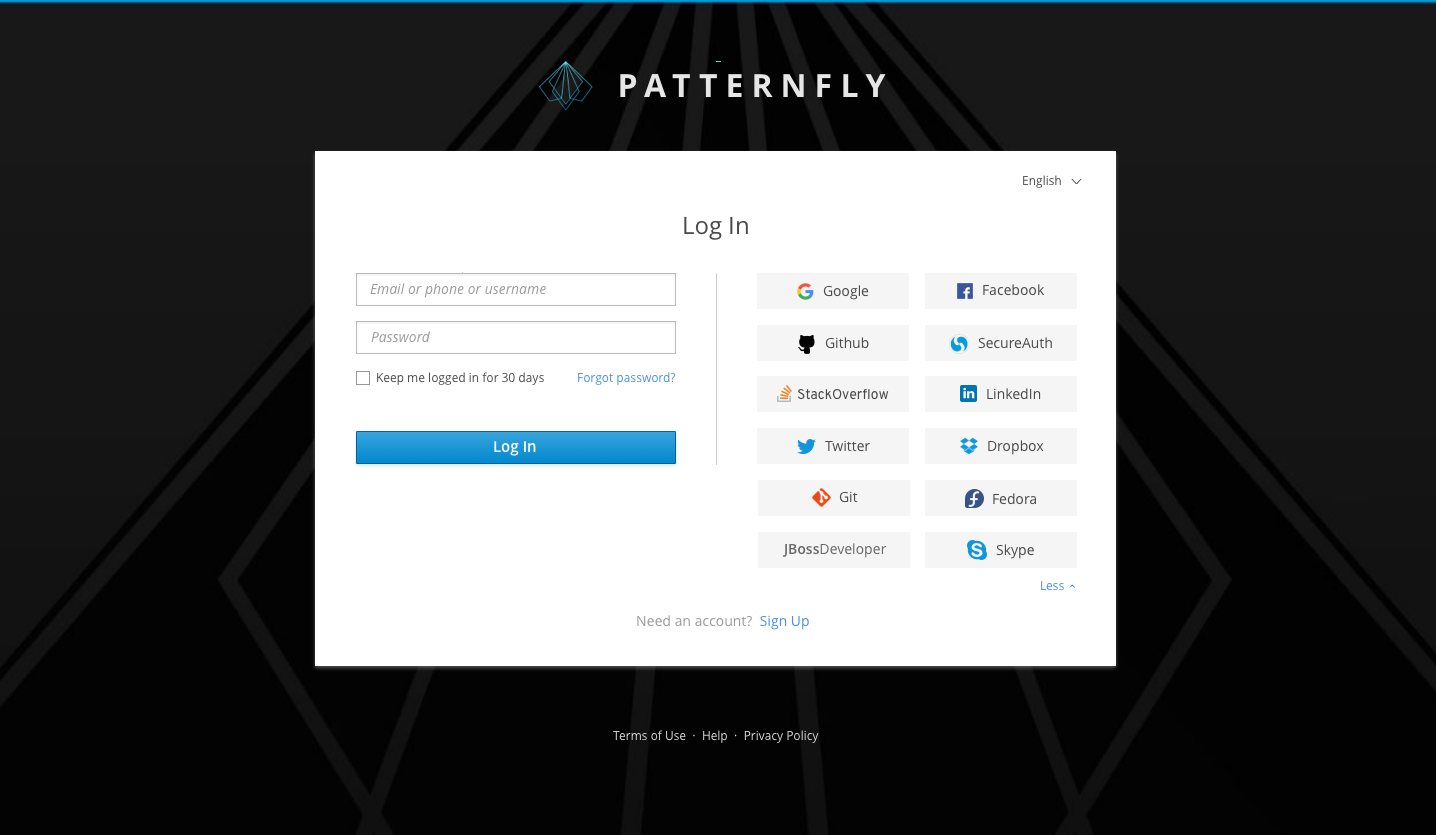 PATTERNFLY
English
Log In
Email or phone or username
Password
Keep me logged in for 30 days
Forgot password?
Log In
Google
Facebook
Github
SecureAuth
StackOverflow
LinkedIn
Twitter
Dropbox
Git
Fedora
JBossDeveloper
Skype
Less
Need an account? Sign Up
Terms of Use · Help · Privacy Policy